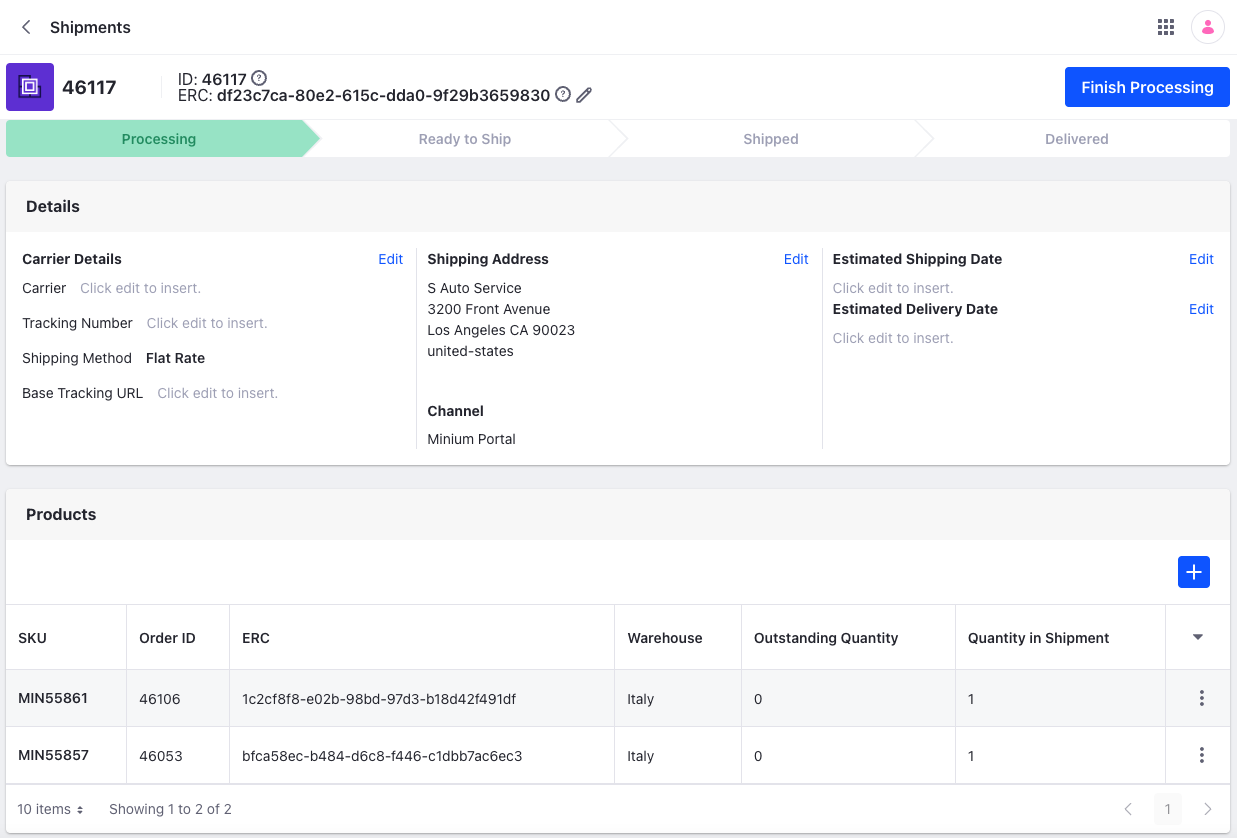 Shipments
46117
ID: 46117 ?
ERC: df23c7ca-80e2-615c-dda0-9f29b3659830 ?
Finish Processing
Processing
Ready to Ship
Shipped
Delivered
Details
Carrier Details Edit
Carrier Click edit to insert.
Tracking Number Click edit to insert.
Shipping Method Flat Rate
Base Tracking URL Click edit to insert.
Shipping Address Edit
S Auto Service
3200 Front Avenue
Los Angeles CA 90023
united-states
Channel
Minium Portal
Estimated Shipping Date Edit
Click edit to insert.
Estimated Delivery Date Edit
Click edit to insert.
Products
SKU Order ID ERC Warehouse Outstanding Quantity Quantity in Shipment
MIN55861 46106 1c2cf8f8-e02b-98bd-97d3-b18d42f491df Italy 0 1
MIN55857 46053 bfca58ec-b484-d6c8-f446-c1dbb7ac6ec3 Italy 0 1
10 items Showing 1 to 2 of 2 1